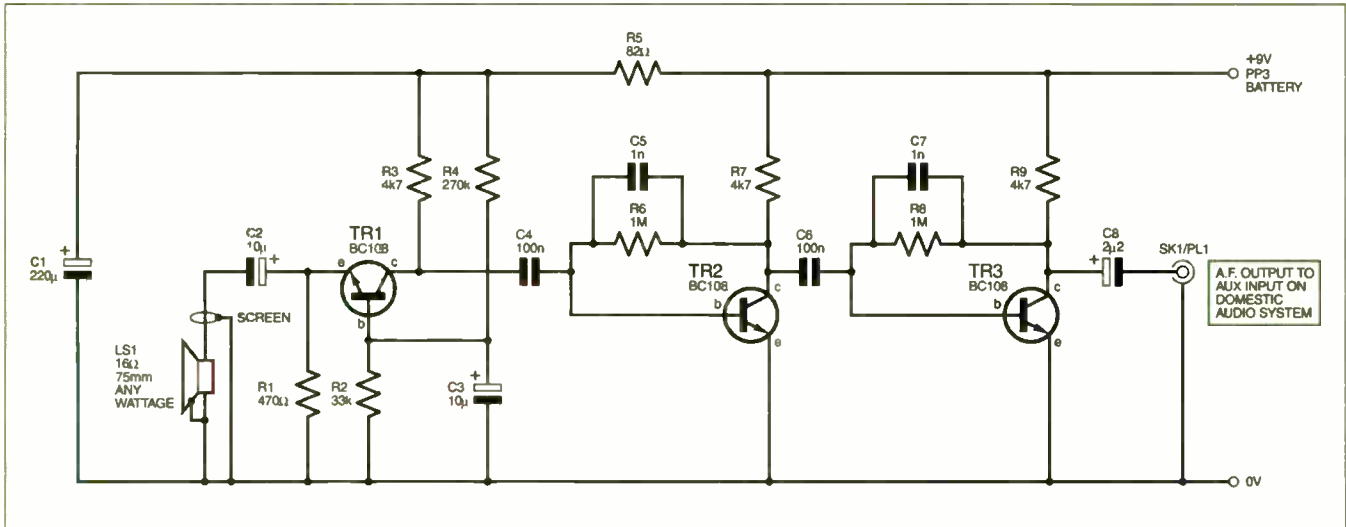 R5
82Ω
+9V
PP3
BATTERY
C5
1n
C7
1n
R3
4k7
R4
270k
R7
4k7
R9
4k7
R6
1M
R8
1M
C2
10µ
+
TR1
BC108
e
c
b
C4
100n
C6
100n
C8
2µ2
+
SK1/PL1
C1
220µ
+
TR2
BC108
b
c
e
TR3
BC108
b
c
e
A.F. OUTPUT TO
AUX INPUT ON
DOMESTIC
AUDIO SYSTEM
SCREEN
LS1
16Ω
75mm
ANY
WATTAGE
R1
470Ω
R2
33k
C3
10µ
+
0V